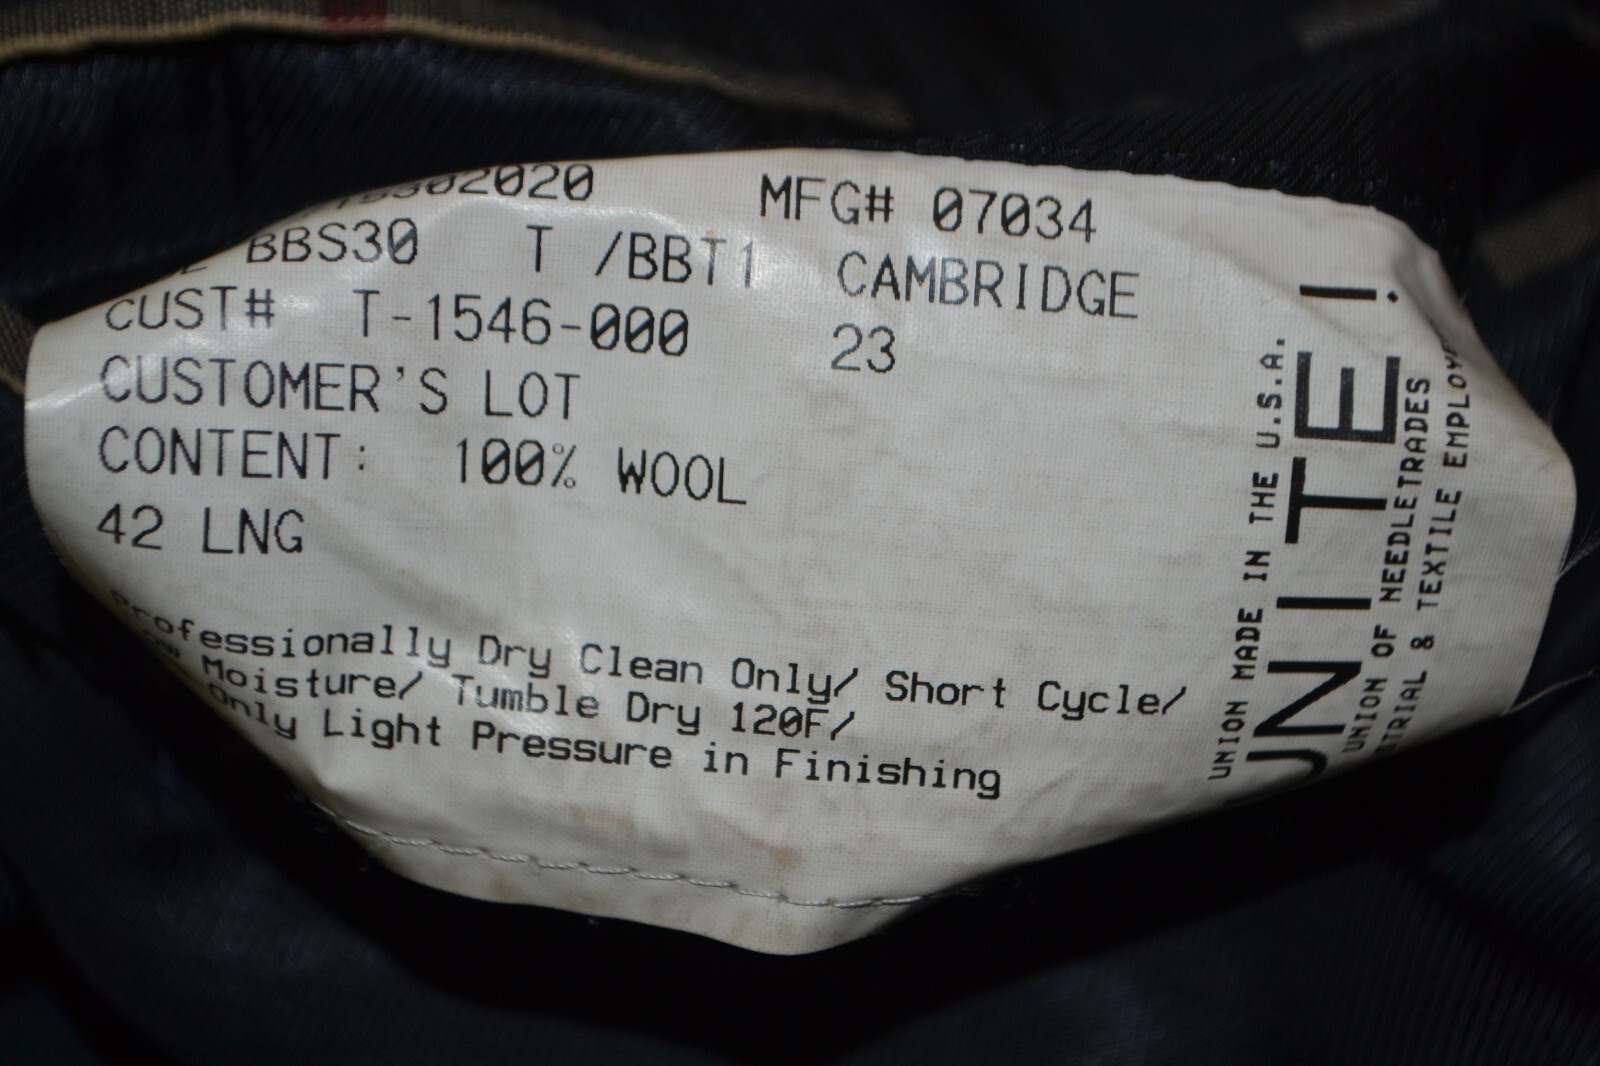 MFG# 07034
BBS30 T /BBT1 CAMBRIDGE
CUST# T-1546-000 23
CUSTOMER'S LOT
CONTENT: 100% WOOL
42 LNG
Professionally Dry Clean Only/ Short Cycle/
Moisture/ Tumble Dry 120F/
Only Light Pressure in Finishing
UNION MADE IN THE U.S.A.
UNITE!
UNION OF NEEDLETRADES
& TEXTILE